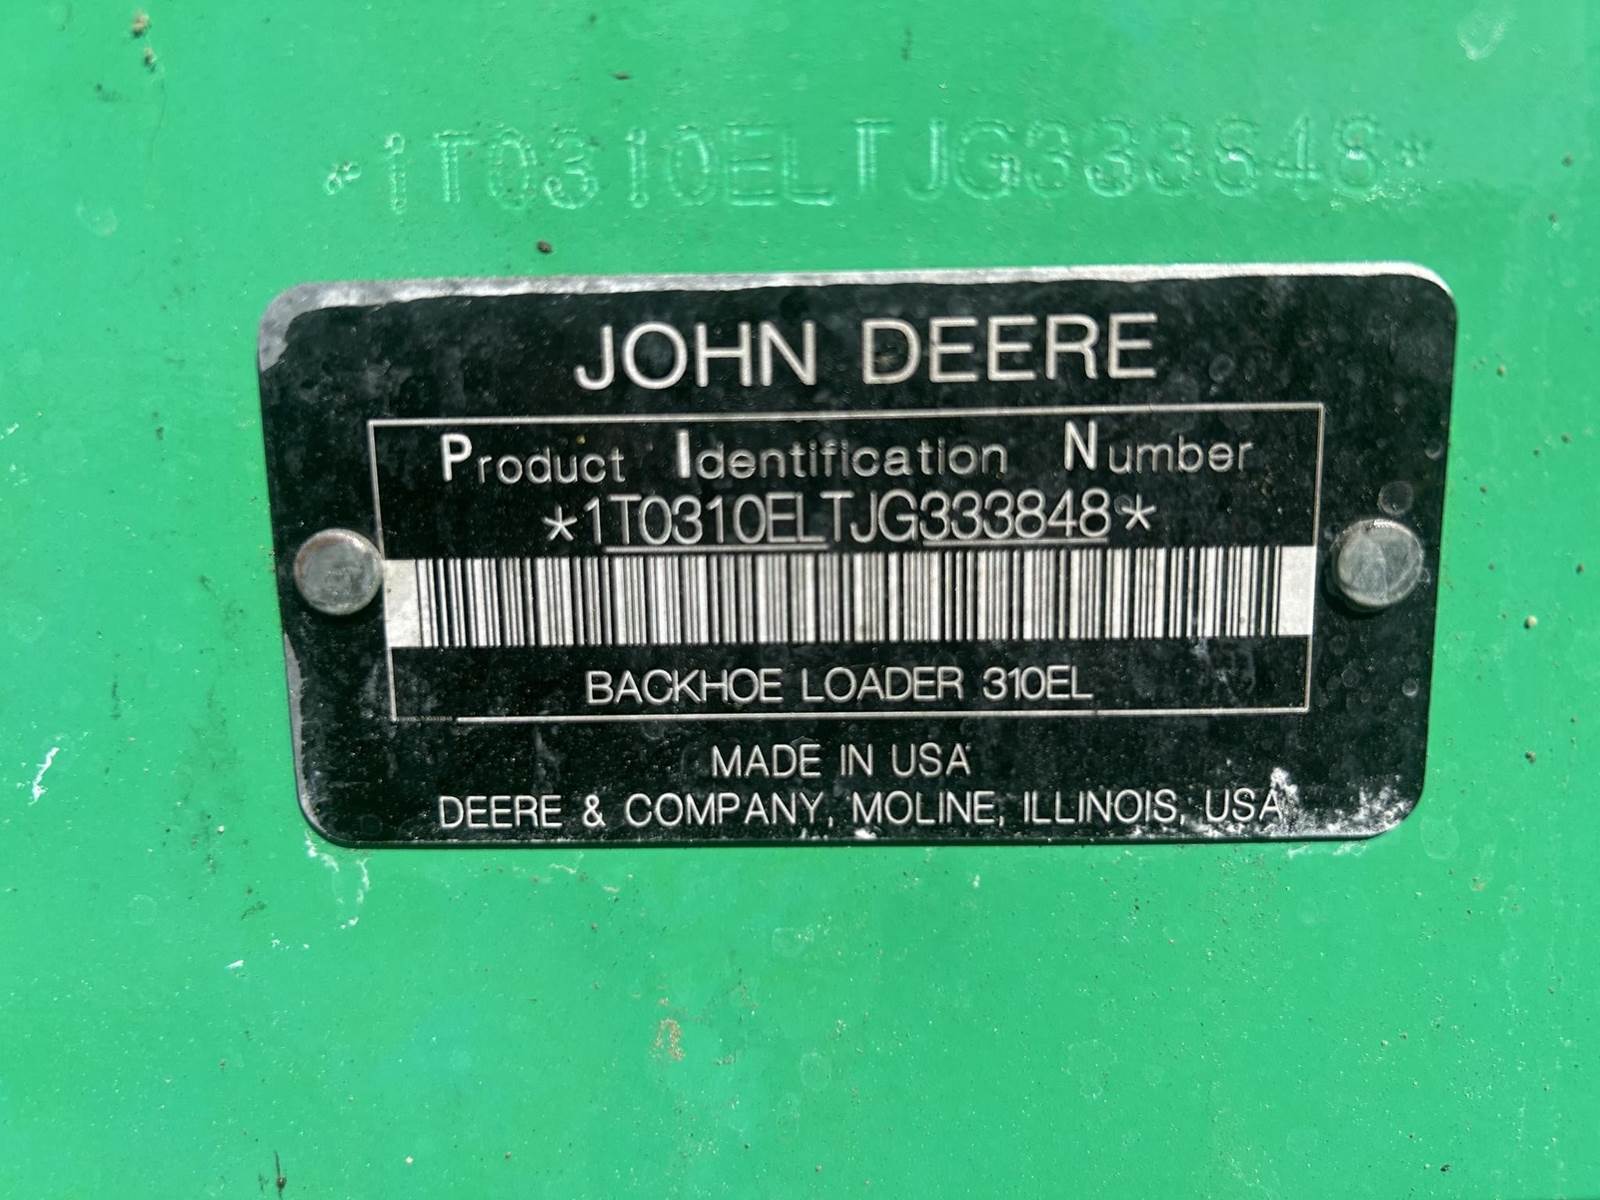 *1T0310ELTJG333848*
JOHN DEERE
Product Identification Number
*1T0310ELTJG333848*
BACKHOE LOADER 310EL
MADE IN USA
DEERE & COMPANY, MOLINE, ILLINOIS, USA